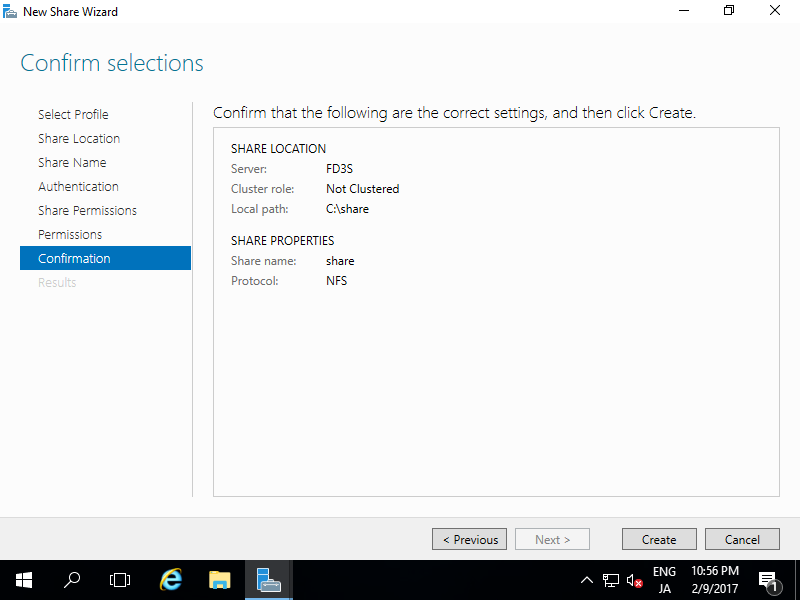 New Share Wizard
Confirm selections
Select Profile
Share Location
Share Name
Authentication
Share Permissions
Permissions
Confirmation
Results
Confirm that the following are the correct settings, and then click Create.
SHARE LOCATION
Server: FD3S
Cluster role: Not Clustered
Local path: C:\share
SHARE PROPERTIES
Share name: share
Protocol: NFS
< Previous Next > Create Cancel
ENG 10:56 PM
JA 2/9/2017
1